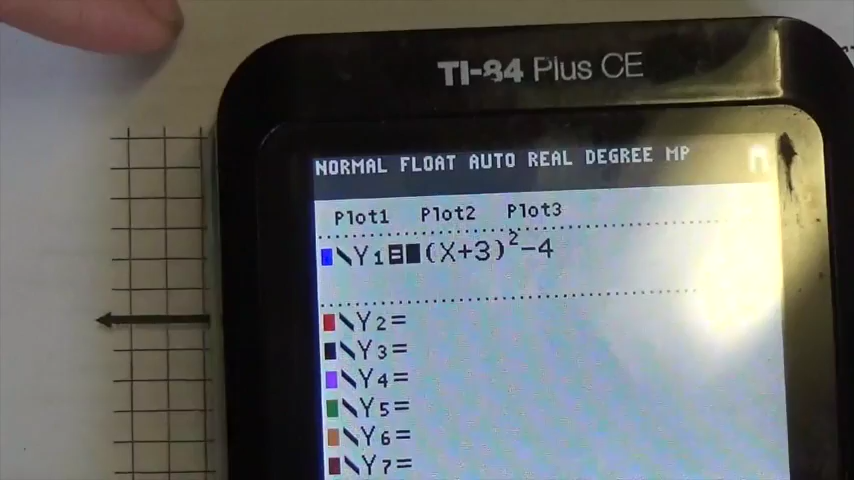 TI-84 Plus CE
NORMAL FLOAT AUTO REAL DEGREE MP
Plot1 Plot2 Plot3
\Y₁=(X+3)²-4
\Y₂=
\Y₃=
\Y₄=
\Y₅=
\Y₆=
\Y₇=